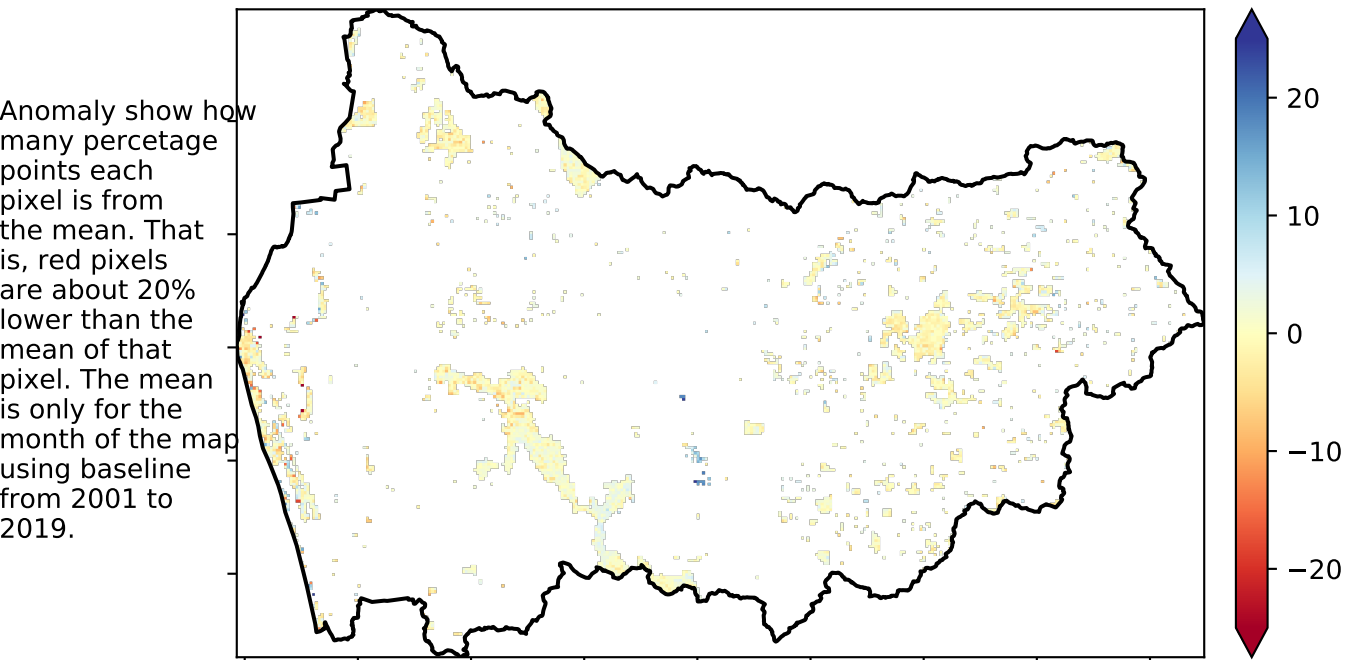 Anomaly show how
many percetage
points each
pixel is from
the mean. That
is, red pixels
are about 20%
lower than the
mean of that
pixel. The mean
is only for the
month of the map
using baseline
from 2001 to
2019.
20
10
0
−10
−20